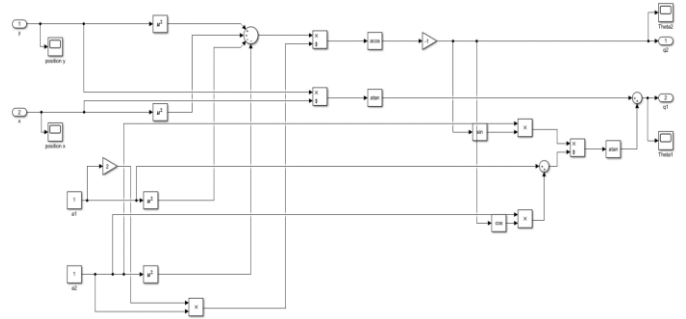 1
y
position y
u²
acos
-1
Theta2
1
q2
2
x
position x
u²
atan
2
q1
Theta1
sin
×
atan
2
1
a1
u²
cos
×
1
a2
u²
×